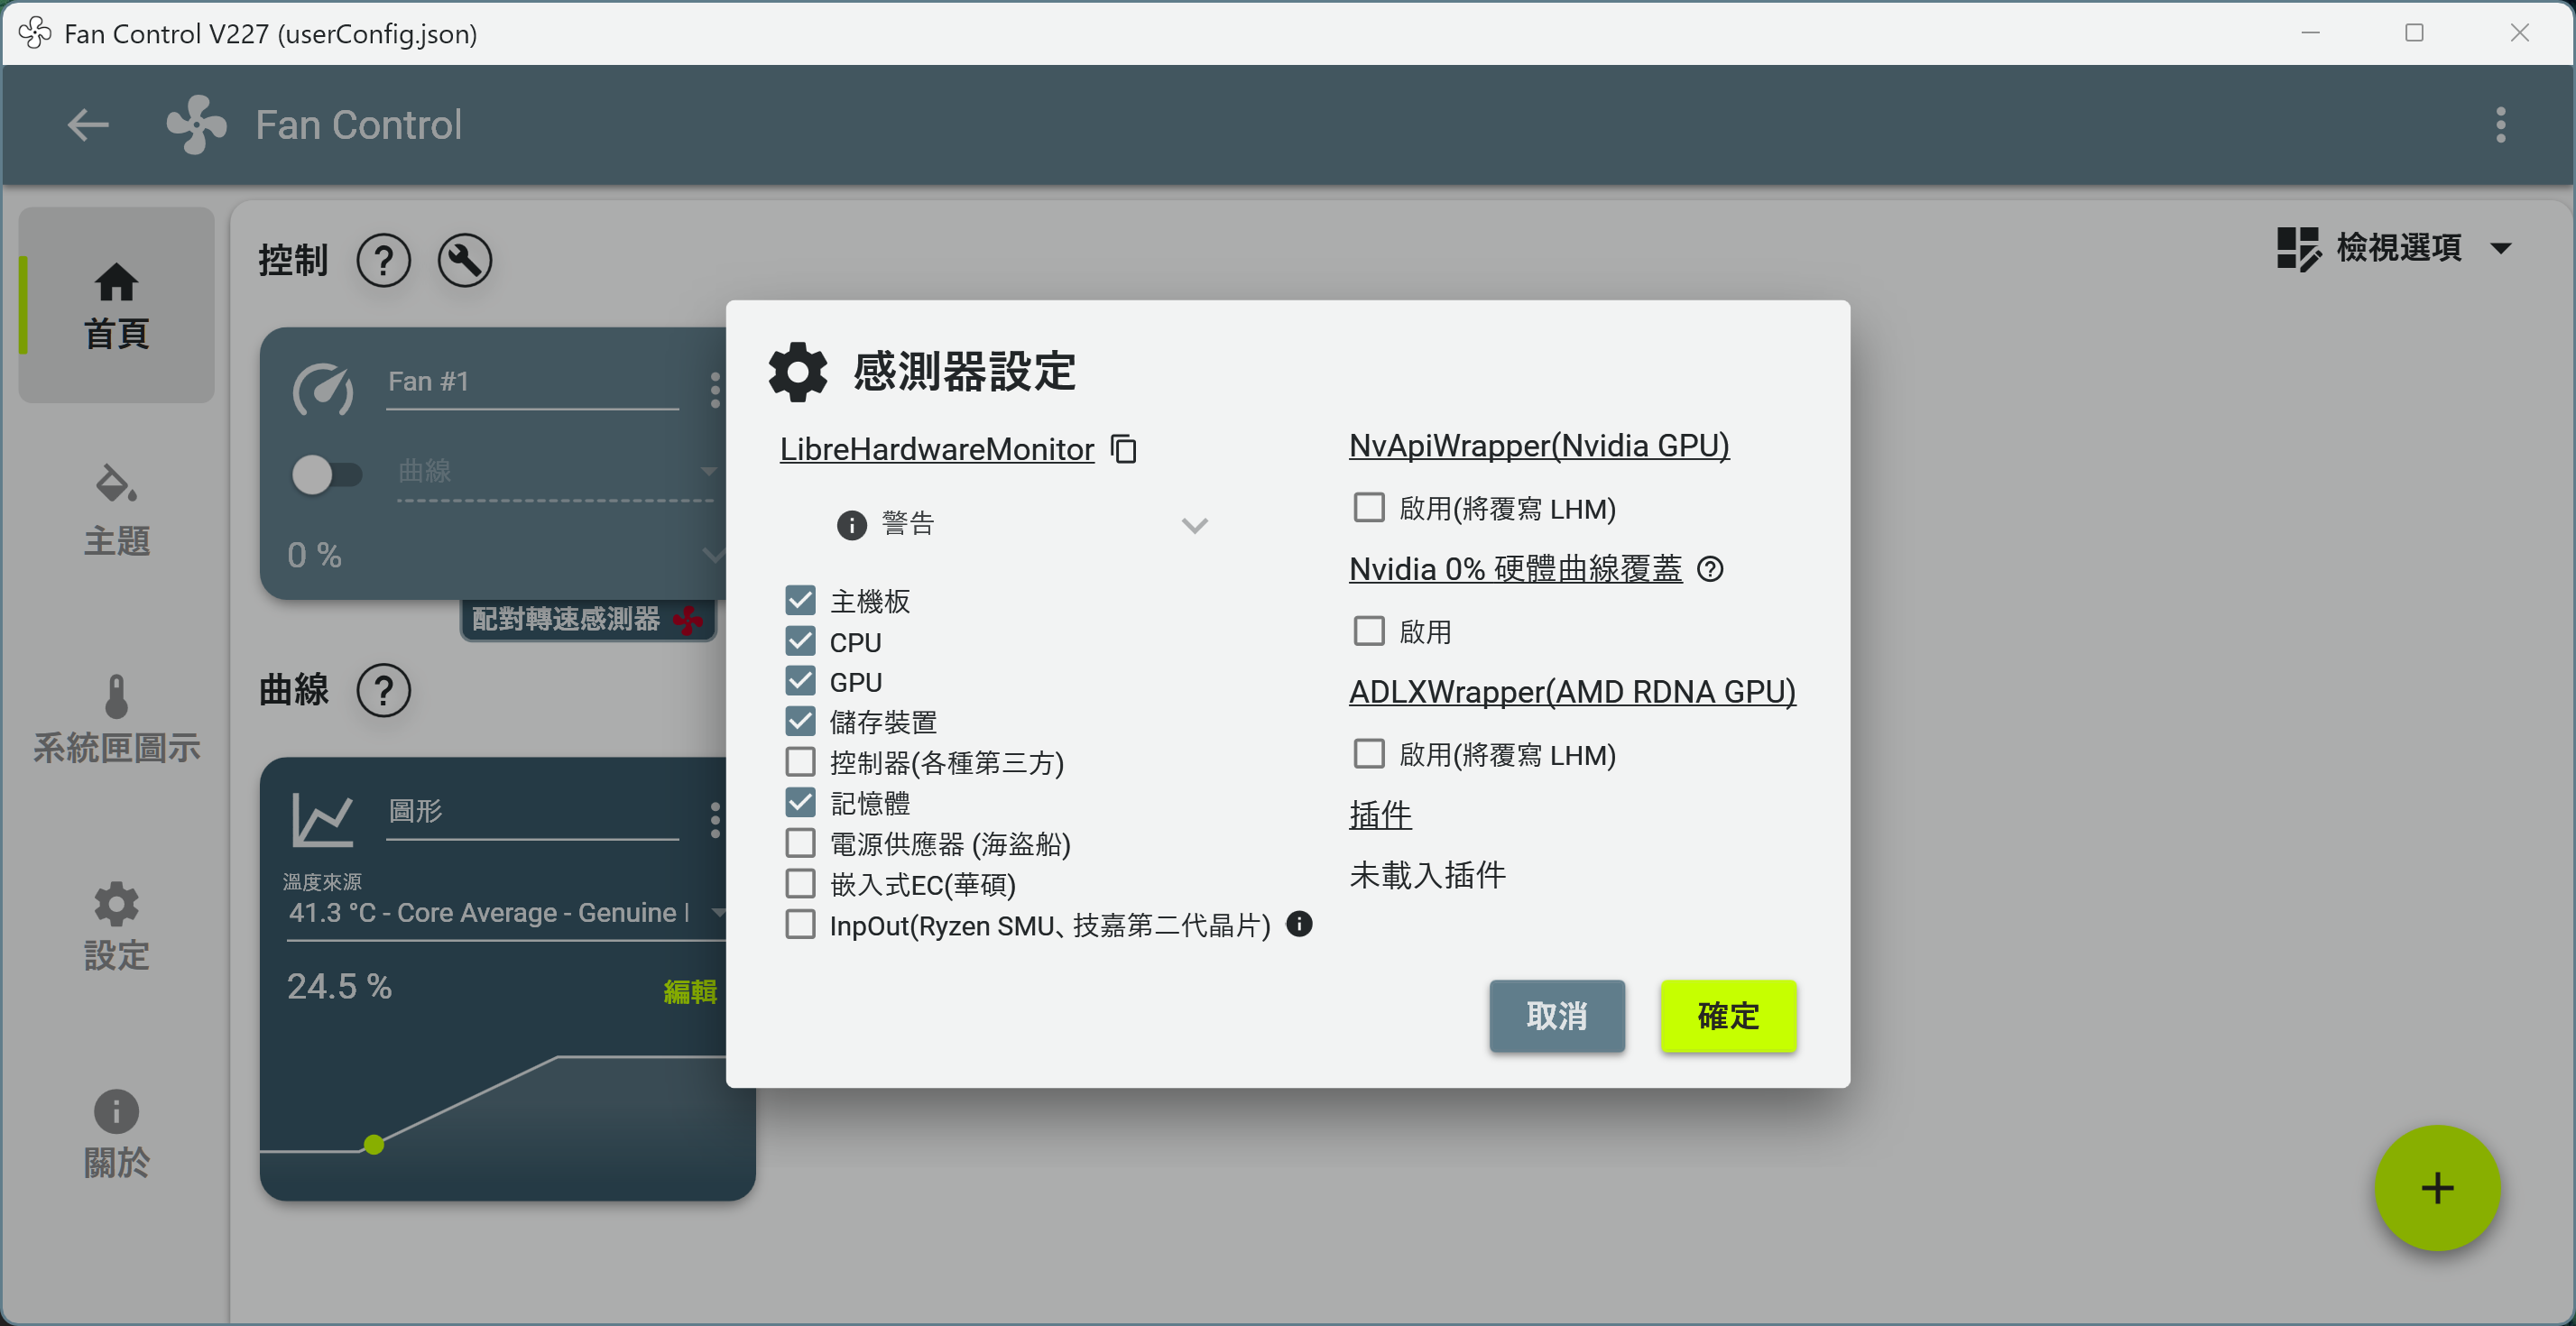 Fan Control V227 (userConfig.json)
Fan Control
首頁
主題
系統匣圖示
設定
關於
控制
檢視選項
Fan #1
曲線
0 %
配對轉速感測器
曲線
圖形
溫度來源
41.3 °C - Core Average - Genuine I
24.5 %
編輯
感測器設定
LibreHardwareMonitor
警告
主機板
CPU
GPU
儲存裝置
控制器(各種第三方)
記憶體
電源供應器 (海盜船)
嵌入式EC(華碩)
InpOut(Ryzen SMU、技嘉第二代晶片)
NvApiWrapper(Nvidia GPU)
啟用(將覆寫 LHM)
Nvidia 0% 硬體曲線覆蓋
啟用
ADLXWrapper(AMD RDNA GPU)
啟用(將覆寫 LHM)
插件
未載入插件
取消
確定